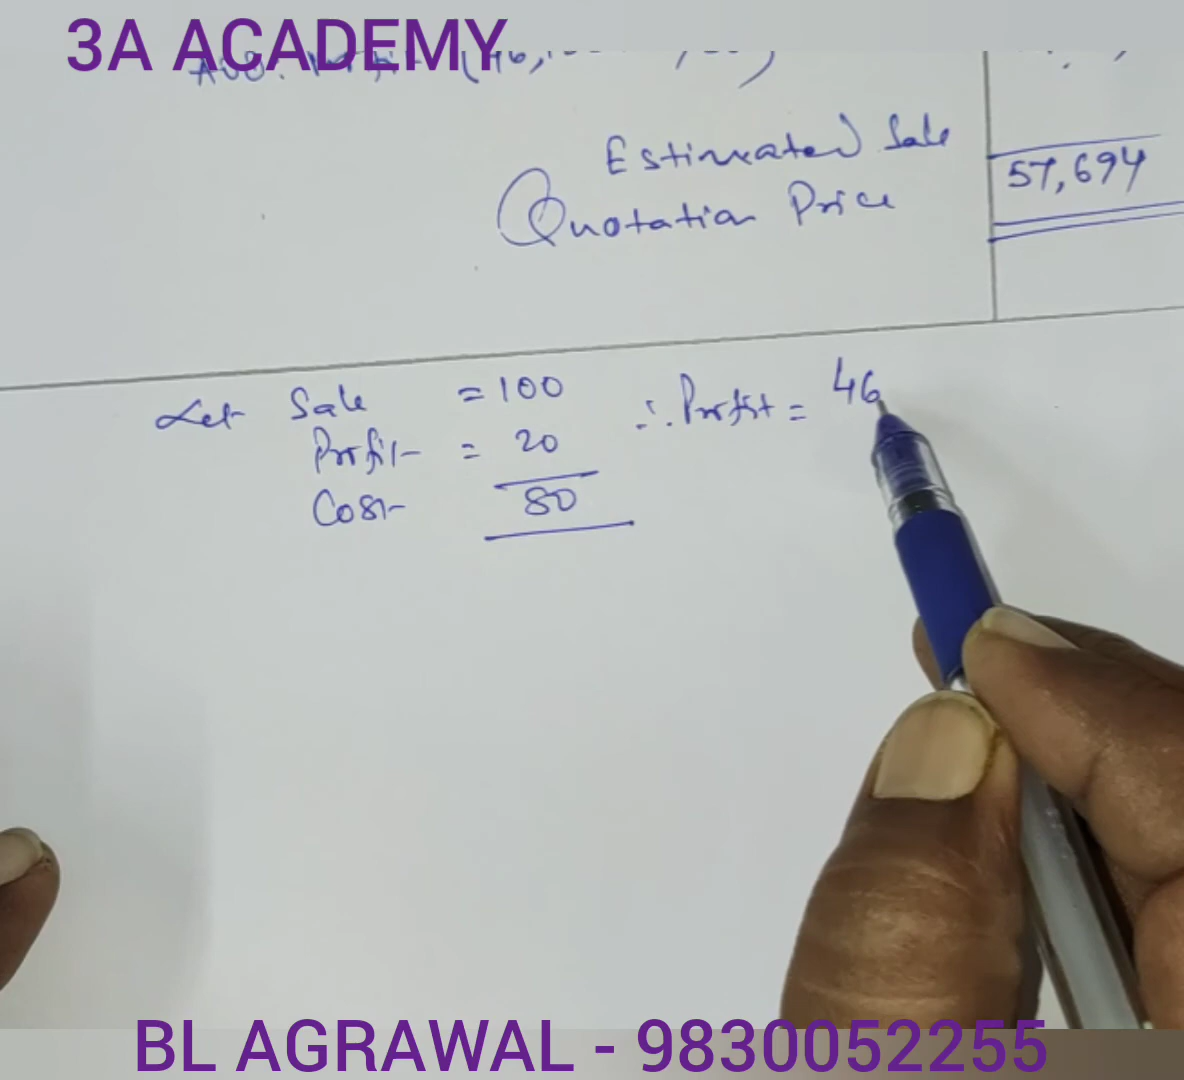 3A ACADEMY
Estimated Sale
Quotation Price 57,694
Let Sale = 100 ∴ Profit = 46
Profit = 20
Cost 80
BL AGRAWAL - 9830052255